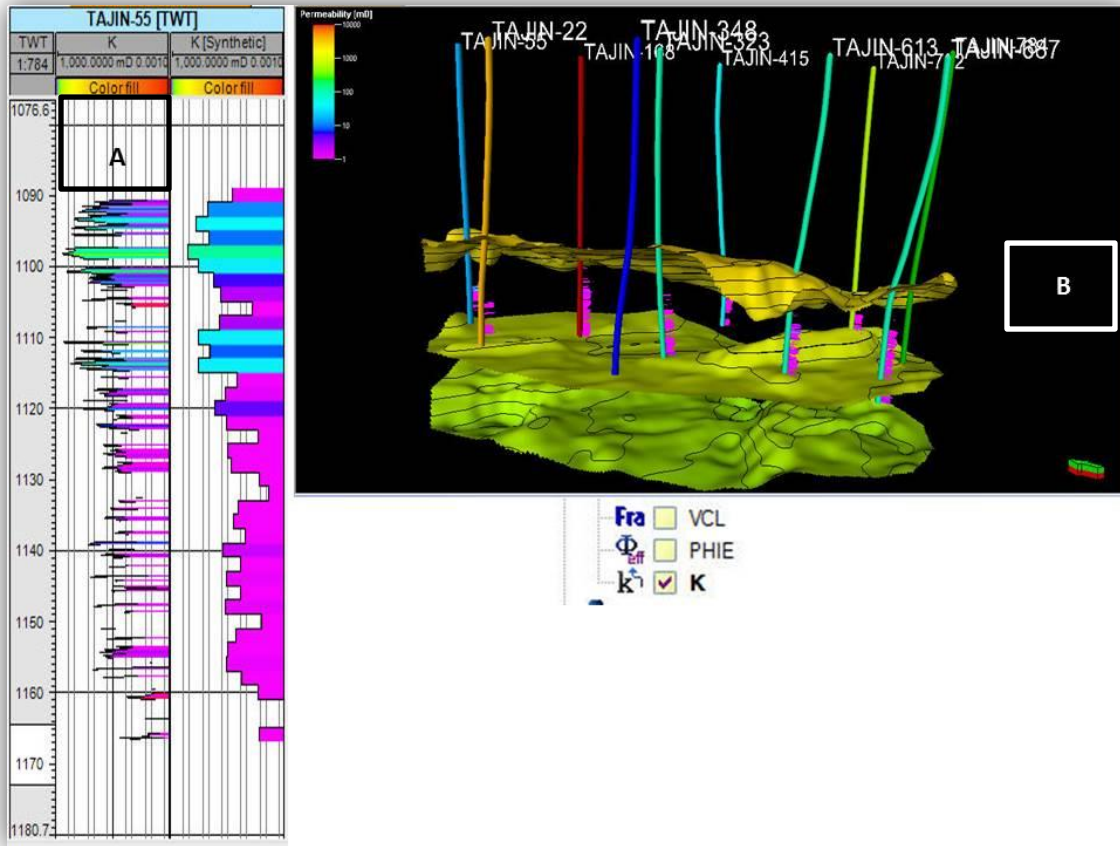 TAJIN-55 [TWT]
TWT K K [Synthetic]
1:784 1,000.0000 mD 0.0010 1,000.0000 mD 0.0010
Color fill Color fill
1076.6
A
1090
1100
1110
1120
1130
1140
1150
1160
1170
1180.7
Permeability [mD]
10000
1000
100
10
1
TAJIN-55
TAJIN-22
TAJIN-168
TAJIN-348
TAJIN-323
TAJIN-415
TAJIN-613
B
Fra VCL
Φeff PHIE
k K